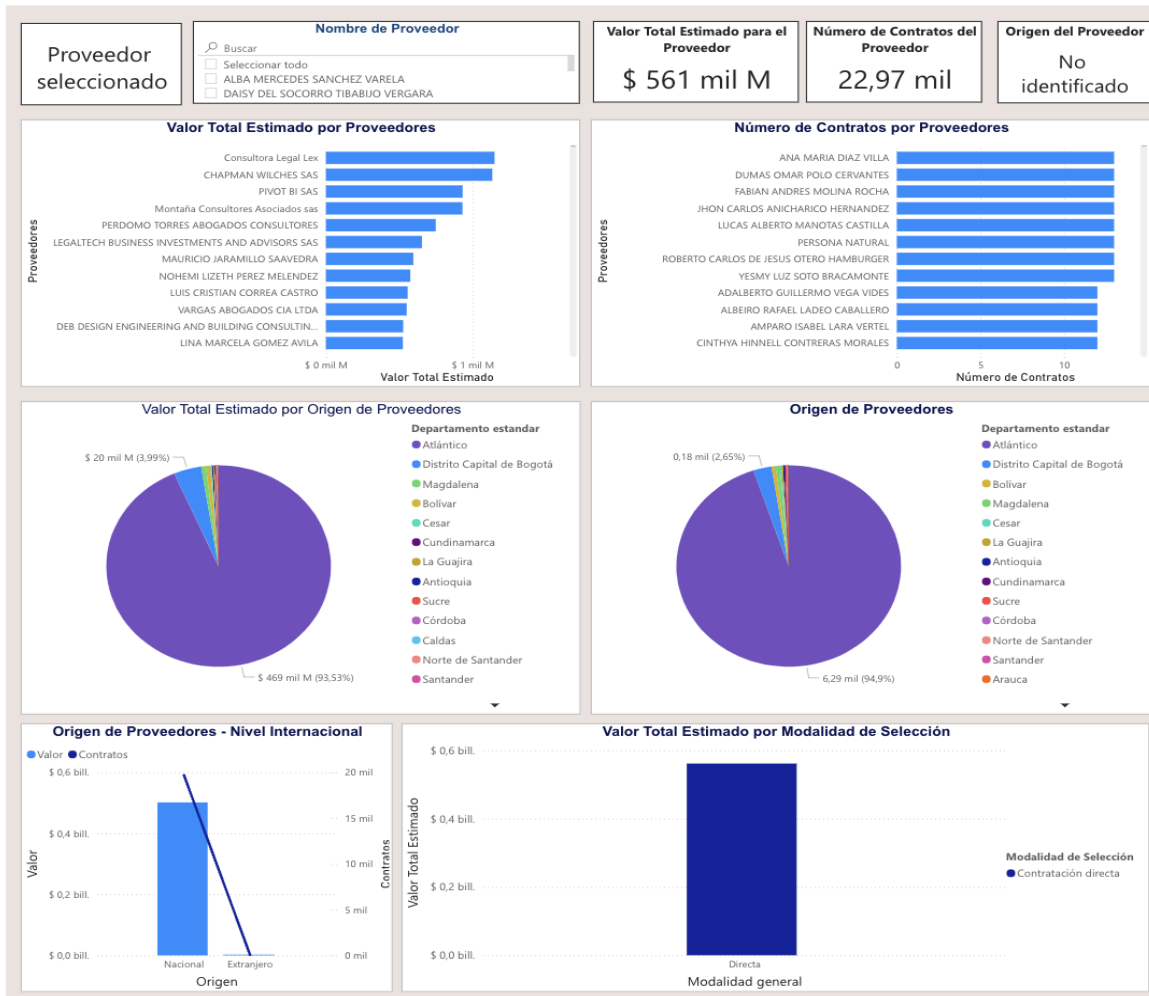 Proveedor
seleccionado
Nombre de Proveedor
Buscar
Seleccionar todo
ALBA MERCEDES SANCHEZ VARELA
DAISY DEL SOCORRO TIBABIJO VERGARA
Valor Total Estimado para el
Proveedor
$ 561 mil M
Número de Contratos del
Proveedor
22,97 mil
Origen del Proveedor
No
identificado
Valor Total Estimado por Proveedores
Proveedores
Consultora Legal Lex
CHAPMAN WILCHES SAS
PIVOT BI SAS
Montaña Consultores Asociados sas
PERDOMO TORRES ABOGADOS CONSULTORES
LEGALTECH BUSINESS INVESTMENTS AND ADVISORS SAS
MAURICIO JARAMILLO SAAVEDRA
NOHEMI LIZETH PEREZ MELENDEZ
LUIS CRISTIAN CORREA CASTRO
VARGAS ABOGADOS CIA LTDA
DEB DESIGN ENGINEERING AND BUILDING CONSULTIN...
LINA MARCELA GOMEZ AVILA
$ 0 mil M $ 1 mil M
Valor Total Estimado
Número de Contratos por Proveedores
Proveedores
ANA MARIA DIAZ VILLA
DUMAS OMAR POLO CERVANTES
FABIAN ANDRES MOLINA ROCHA
JHON CARLOS ANICHARICO HERNANDEZ
LUCAS ALBERTO MANOTAS CASTILLA
PERSONA NATURAL
ROBERTO CARLOS DE JESUS OTERO HAMBURGER
YESMY LUZ SOTO BRACAMONTE
ADALBERTO GUILLERMO VEGA VIDES
ALBEIRO RAFAEL LADEO CABALLERO
AMPARO ISABEL LARA VERTEL
CINTHYA HINNELL CONTRERAS MORALES
0 5 10
Número de Contratos
Valor Total Estimado por Origen de Proveedores
$ 20 mil M (3,99%)
$ 469 mil M (93,53%)
Departamento estandar
Atlántico
Distrito Capital de Bogotá
Magdalena
Bolívar
Cesar
Cundinamarca
La Guajira
Antioquia
Sucre
Córdoba
Caldas
Norte de Santander
Santander
Origen de Proveedores
0,18 mil (2,65%)
6,29 mil (94,9%)
Departamento estandar
Atlántico
Distrito Capital de Bogotá
Bolívar
Magdalena
Cesar
La Guajira
Antioquia
Cundinamarca
Sucre
Córdoba
Norte de Santander
Santander
Arauca
Origen de Proveedores - Nivel Internacional
Valor Contratos
Valor
$ 0,6 bill.
$ 0,4 bill.
$ 0,2 bill.
$ 0,0 bill.
20 mil
15 mil
10 mil
5 mil
0 mil
Contratos
Nacional Extranjero
Origen
Valor Total Estimado por Modalidad de Selección
Valor Total Estimado
$ 0,6 bill.
$ 0,4 bill.
$ 0,2 bill.
$ 0,0 bill.
Directa
Modalidad general
Modalidad de Selección
Contratación directa